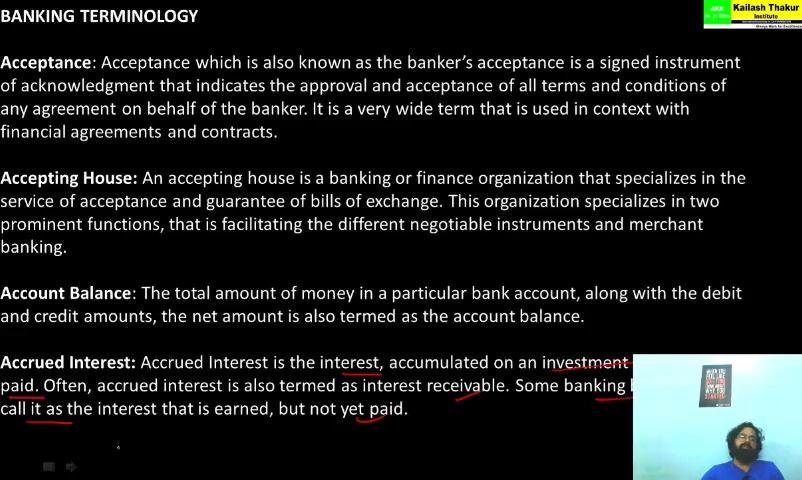 BANKING TERMINOLOGY
Kailash Thakur
Institute
Acceptance: Acceptance which is also known as the banker's acceptance is a signed instrument
of acknowledgment that indicates the approval and acceptance of all terms and conditions of
any agreement on behalf of the banker. It is a very wide term that is used in context with
financial agreements and contracts.
Accepting House: An accepting house is a banking or finance organization that specializes in the
service of acceptance and guarantee of bills of exchange. This organization specializes in two
prominent functions, that is facilitating the different negotiable instruments and merchant
banking.
Account Balance: The total amount of money in a particular bank account, along with the debit
and credit amounts, the net amount is also termed as the account balance.
Accrued Interest: Accrued Interest is the interest, accumulated on an investment
paid. Often, accrued interest is also termed as interest receivable. Some banking
call it as the interest that is earned, but not yet paid.